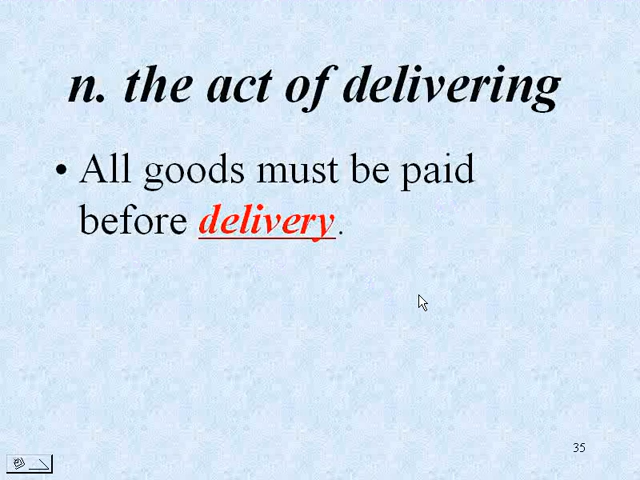 n. the act of delivering
• All goods must be paid
before delivery.
35